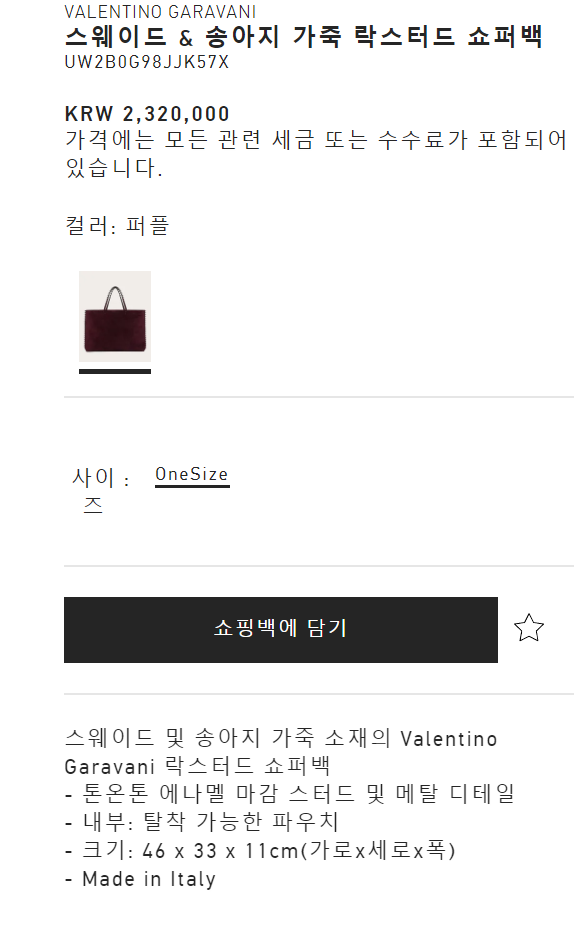 VALENTINO GARAVANI
스웨이드 & 송아지 가죽 락스터드 쇼퍼백
UW2B0G98JJK57X
KRW 2,320,000
가격에는 모든 관련 세금 또는 수수료가 포함되어
있습니다.
컬러: 퍼플
사이 : OneSize
즈
쇼핑백에 담기
스웨이드 및 송아지 가죽 소재의 Valentino
Garavani 락스터드 쇼퍼백
- 톤온톤 에나멜 마감 스터드 및 메탈 디테일
- 내부: 탈착 가능한 파우치
- 크기: 46 x 33 x 11cm(가로x세로x폭)
- Made in Italy